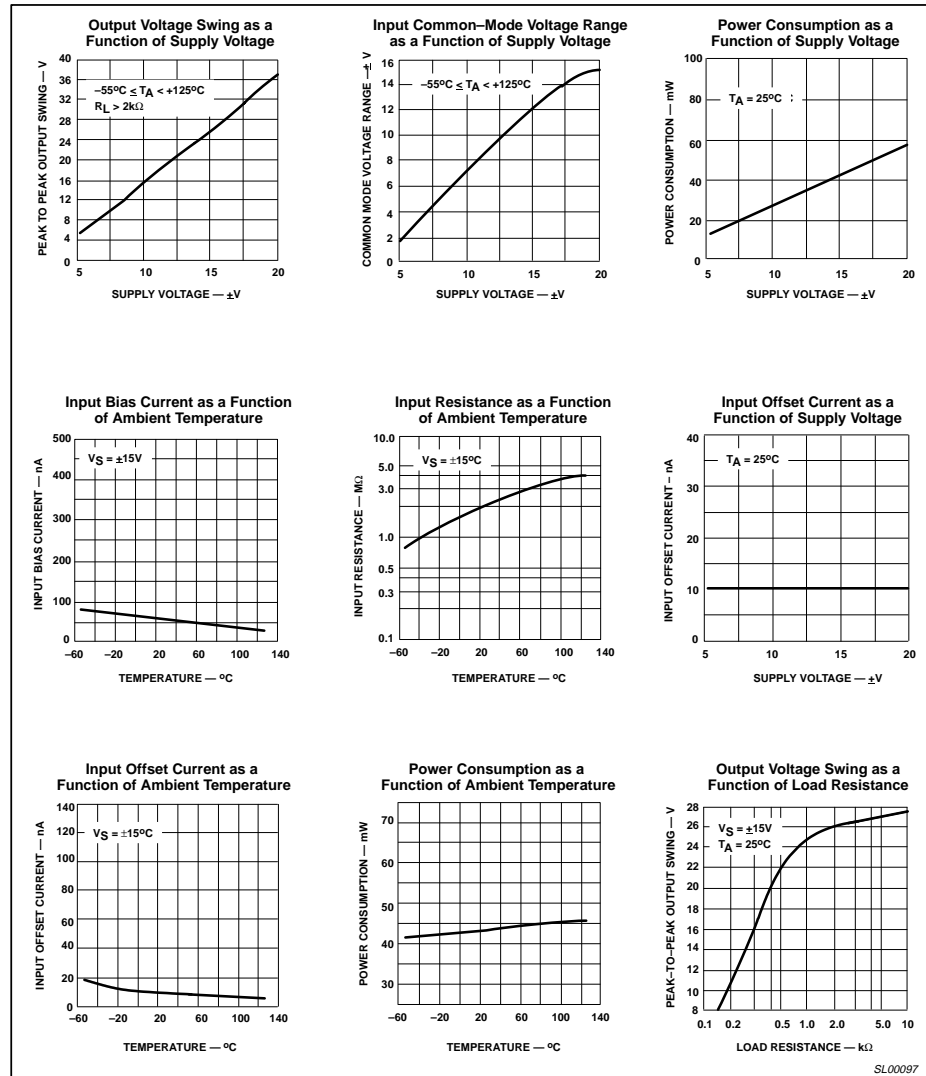 Output Voltage Swing as a
Function of Supply Voltage
PEAK TO PEAK OUTPUT SWING — V
40
36
32
28
24
20
16
12
8
4
0
–55°C ≤ TA < +125°C
RL > 2kΩ
5
10
15
20
SUPPLY VOLTAGE — ±V
Input Common–Mode Voltage Range
as a Function of Supply Voltage
COMMON MODE VOLTAGE RANGE — ± V
16
14
12
10
8
6
4
2
0
–55°C ≤ TA < +125°C
5
10
15
20
SUPPLY VOLTAGE — ±V
Power Consumption as a
Function of Supply Voltage
POWER CONSUMPTION — mW
100
80
60
40
20
0
TA = 25°C :
5
10
15
20
SUPPLY VOLTAGE — ±V
Input Bias Current as a Function
of Ambient Temperature
INPUT BIAS CURRENT — nA
500
400
300
200
100
0
VS = ±15V
–60
–20
20
60
100
140
TEMPERATURE — °C
Input Resistance as a Function
of Ambient Temperature
INPUT RESISTANCE — MΩ
10.0
5.0
3.0
1.0
0.5
0.3
0.1
VS = ±15°C
–60
–20
20
60
100
140
TEMPERATURE — °C
Input Offset Current as a
Function of Supply Voltage
INPUT OFFSET CURRENT – nA
40
30
20
10
0
TA = 25°C
5
10
15
20
SUPPLY VOLTAGE — ±V
Input Offset Current as a
Function of Ambient Temperature
INPUT OFFSET CURRENT — nA
140
120
100
80
60
40
20
0
VS = ±15°C
–60
–20
20
60
100
140
TEMPERATURE — °C
Power Consumption as a
Function of Ambient Temperature
POWER CONSUMPTION — mW
70
60
50
40
30
–60
–20
20
60
100
140
TEMPERATURE — °C
Output Voltage Swing as a
Function of Load Resistance
PEAK–TO–PEAK OUTPUT SWING — V
28
26
24
22
20
18
16
14
12
10
8
VS = ±15V
TA = 25°C
0.1
0.2
0.5
1.0
2.0
5.0
10
LOAD RESISTANCE — kΩ
SL00097